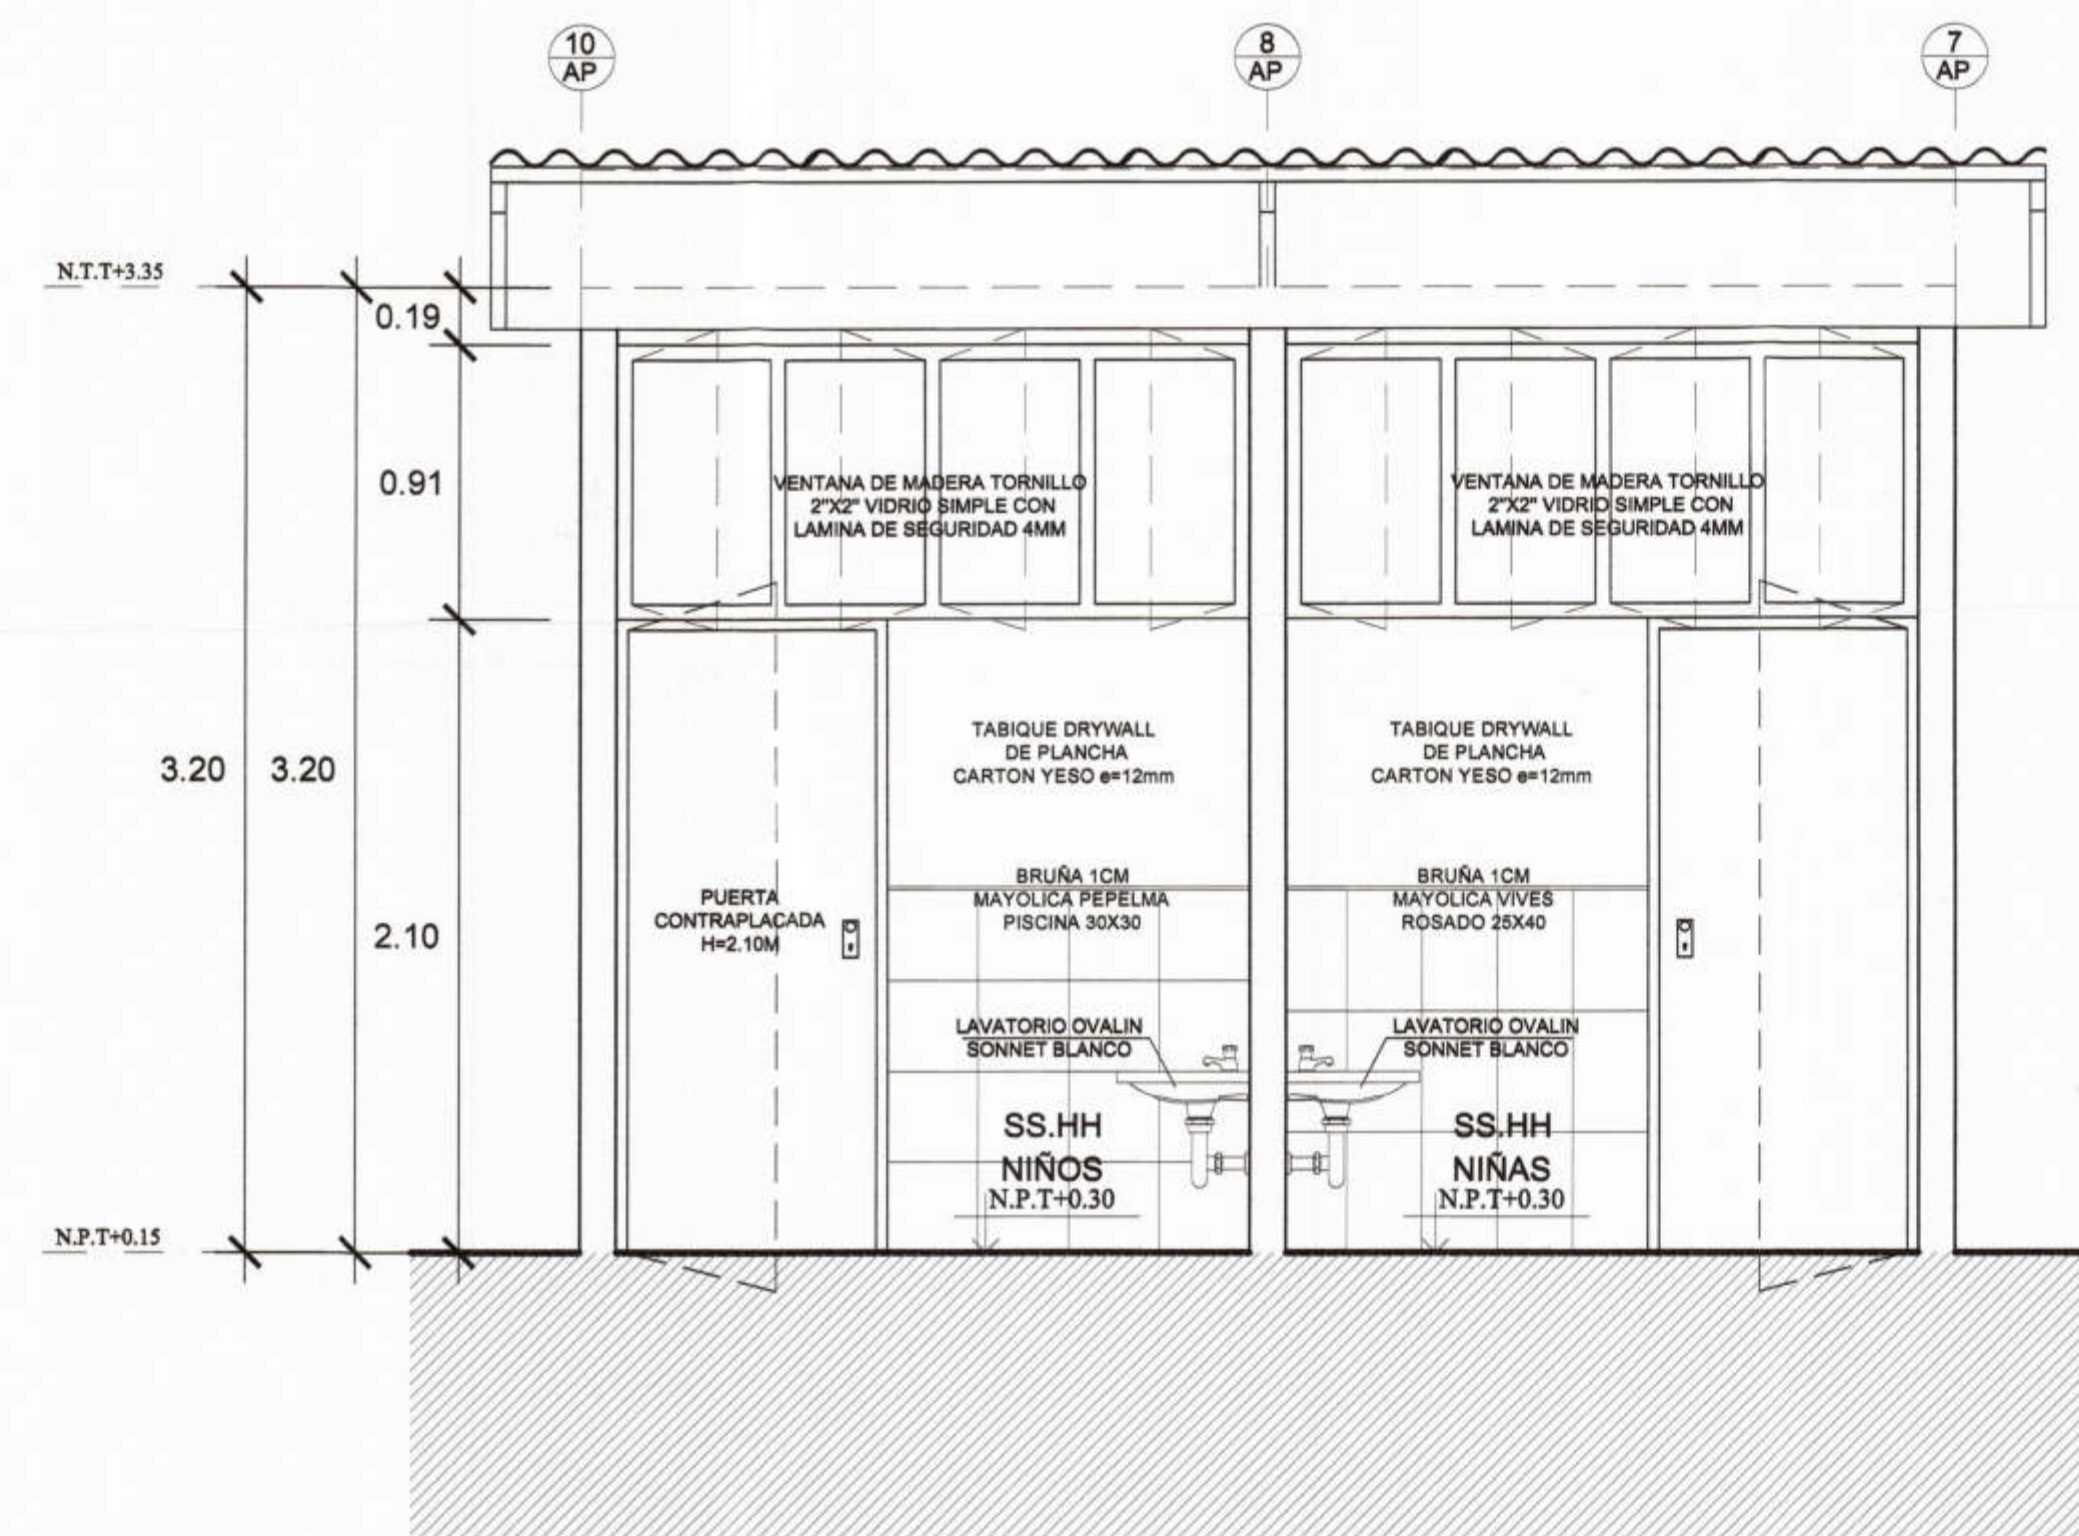 10
AP
8
AP
7
AP
N.T.T+3.35
0.19
0.91
3.20
3.20
2.10
N.P.T+0.15
VENTANA DE MADERA TORNILLO
2"X2" VIDRIO SIMPLE CON
LAMINA DE SEGURIDAD 4MM
VENTANA DE MADERA TORNILLO
2"X2" VIDRIO SIMPLE CON
LAMINA DE SEGURIDAD 4MM
TABIQUE DRYWALL
DE PLANCHA
CARTON YESO e=12mm
TABIQUE DRYWALL
DE PLANCHA
CARTON YESO e=12mm
PUERTA
CONTRAPLACADA
H=2.10M
BRUÑA 1CM
MAYOLICA PEPELMA
PISCINA 30X30
BRUÑA 1CM
MAYOLICA VIVES
ROSADO 25X40
LAVATORIO OVALIN
SONNET BLANCO
LAVATORIO OVALIN
SONNET BLANCO
SS.HH
NIÑOS
N.P.T+0.30
SS.HH
NIÑAS
N.P.T+0.30